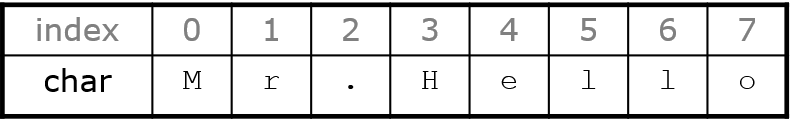 index 0 1 2 3 4 5 6 7
char M r . H e l l o